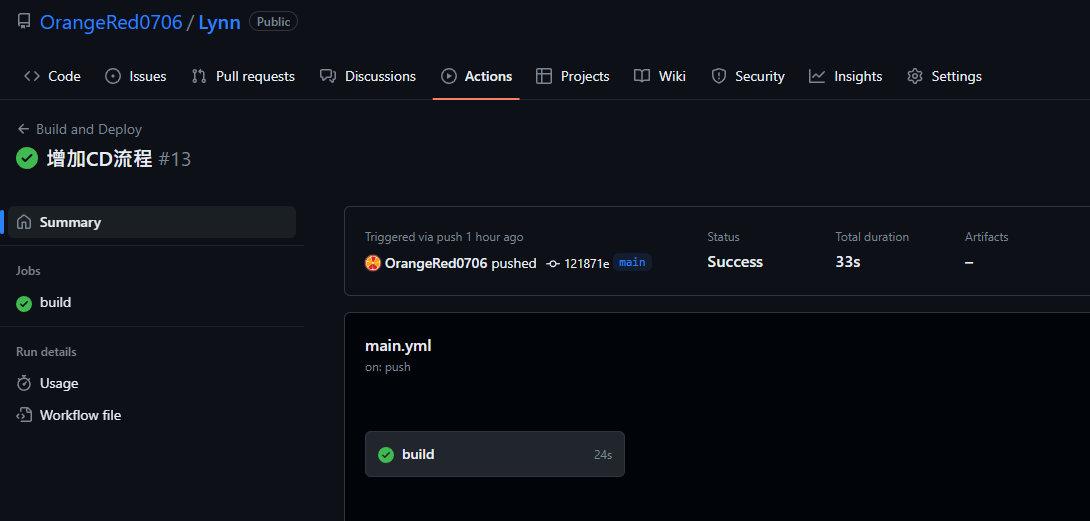 OrangeRed0706 / Lynn Public
Code Issues Pull requests Discussions Actions Projects Wiki Security Insights Settings
Build and Deploy
增加CD流程 #13
Summary
Jobs
build
Run details
Usage
Workflow file
Triggered via push 1 hour ago
OrangeRed0706 pushed 121871e main
Status
Success
Total duration
33s
Artifacts
–
main.yml
on: push
build 24s